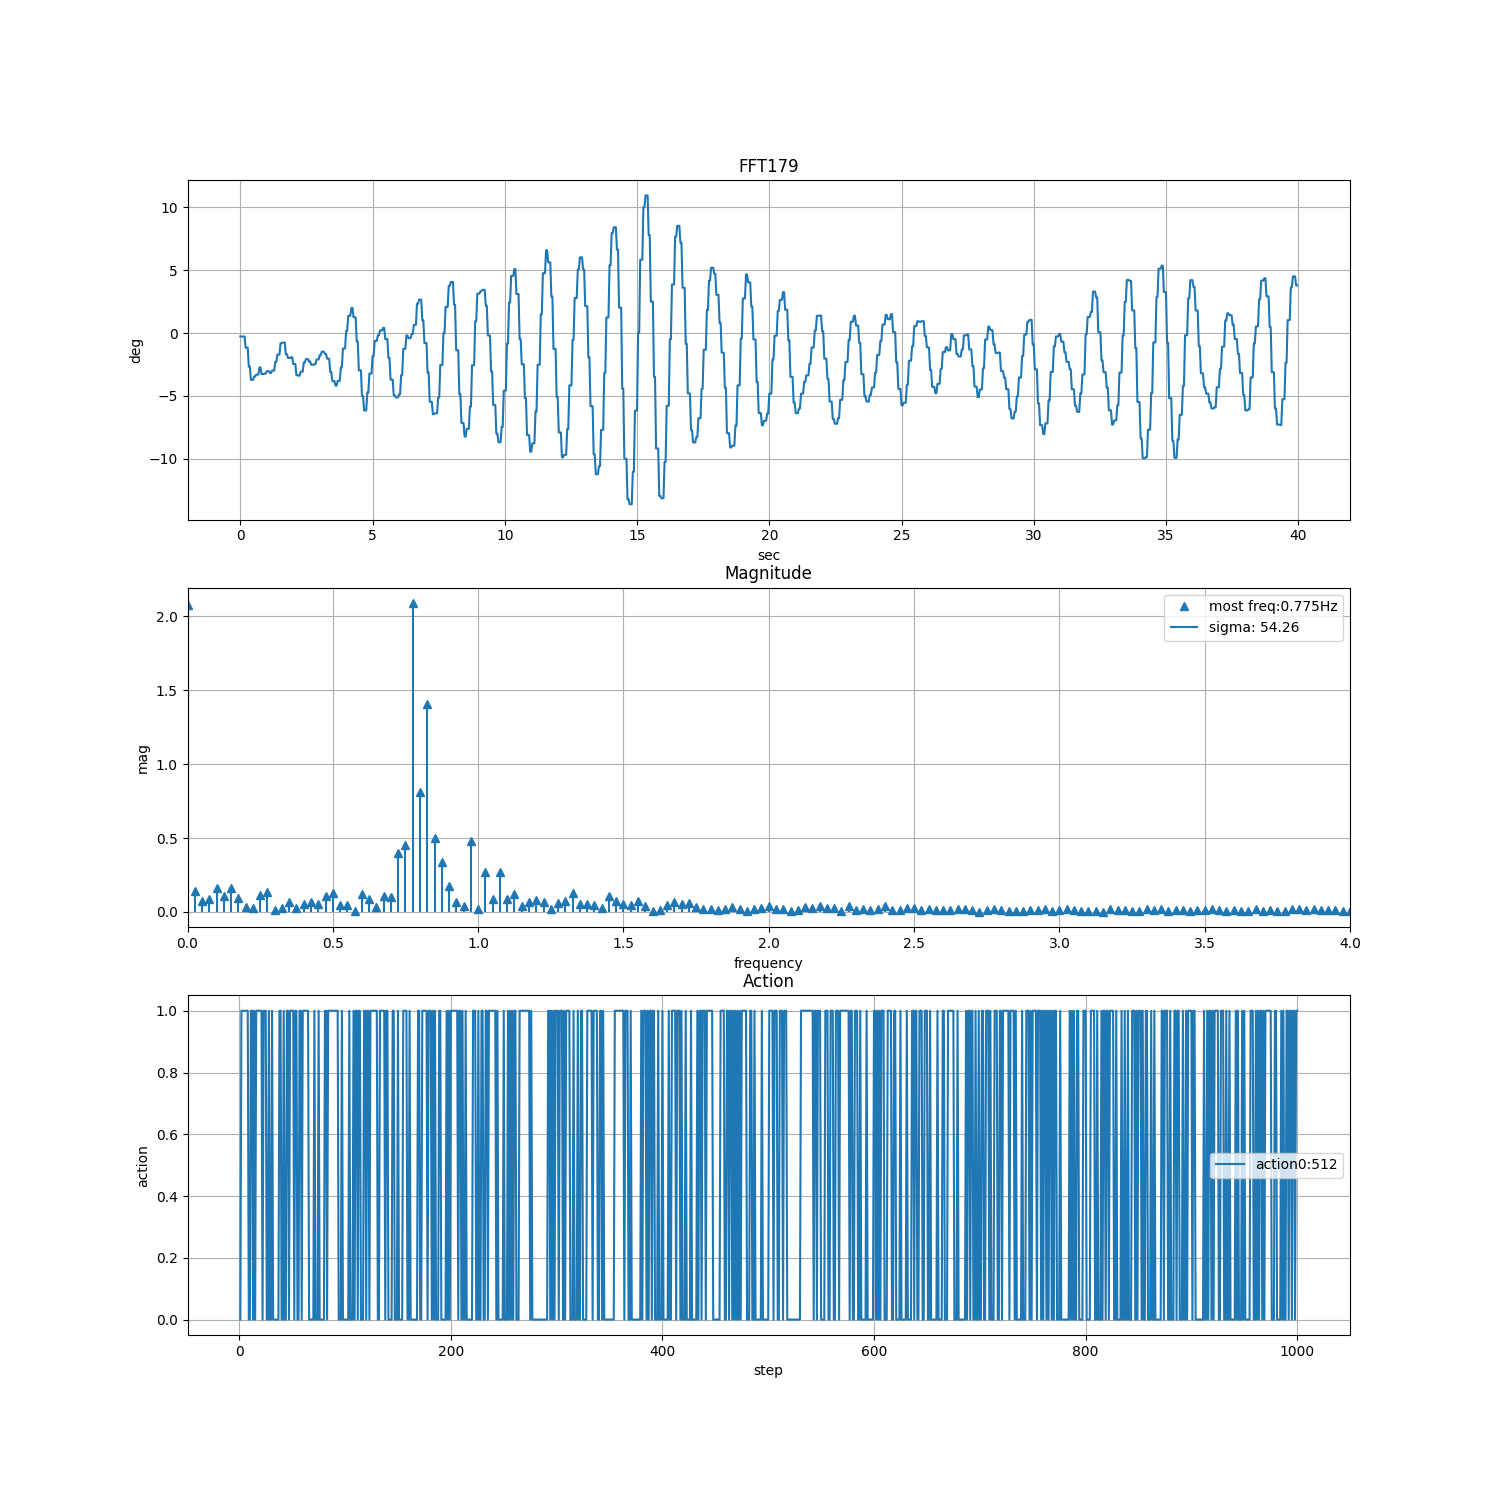 FFT179
10
5
0
−5
−10
deg
0 5 10 15 20 25 30 35 40
sec
Magnitude
2.0
1.5
1.0
0.5
0.0
mag
most freq:0.775Hz
sigma: 54.26
0.0 0.5 1.0 1.5 2.0 2.5 3.0 3.5 4.0
frequency
Action
1.0
0.8
0.6
0.4
0.2
0.0
action
action0:512
0 200 400 600 800 1000
step